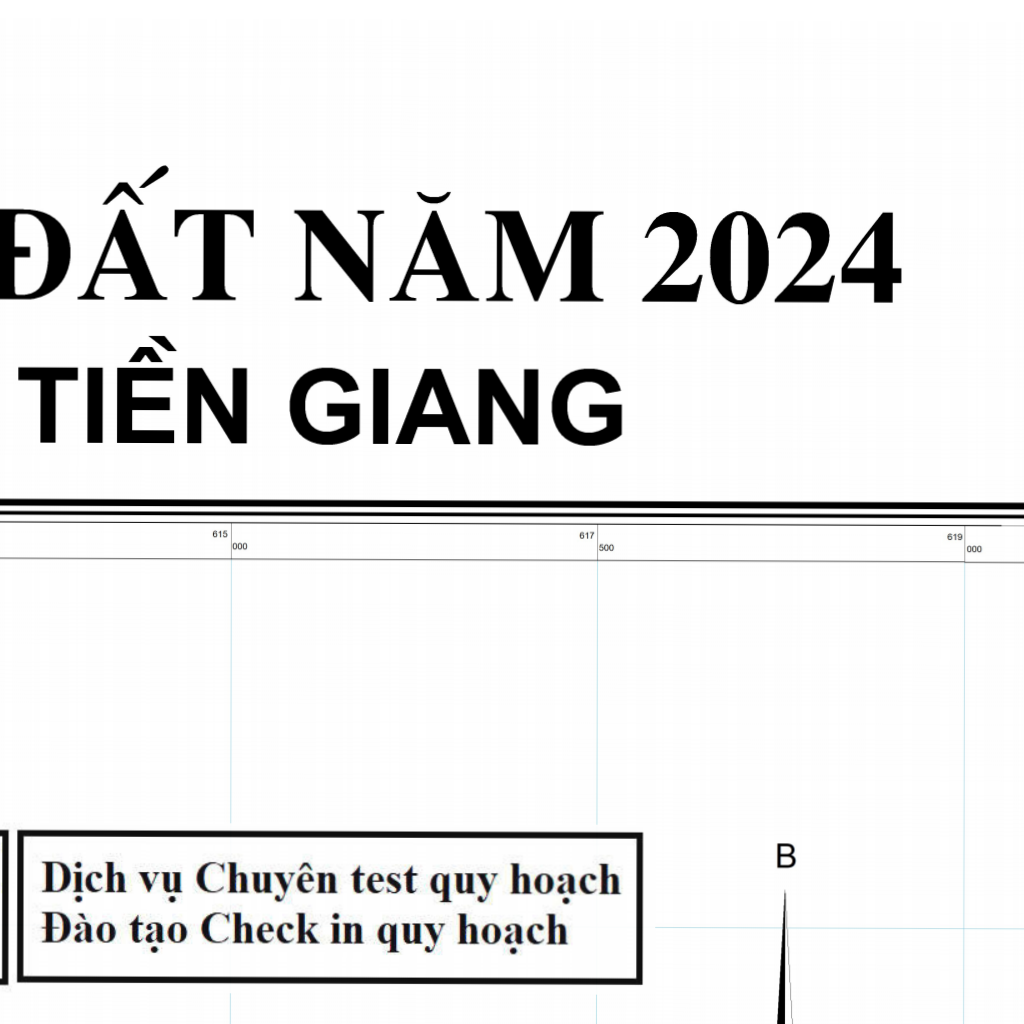 ĐẤT NĂM 2024
TIỀN GIANG
615 000
617 500
619 000
Dịch vụ Chuyên test quy hoạch
Đào tạo Check in quy hoạch
B